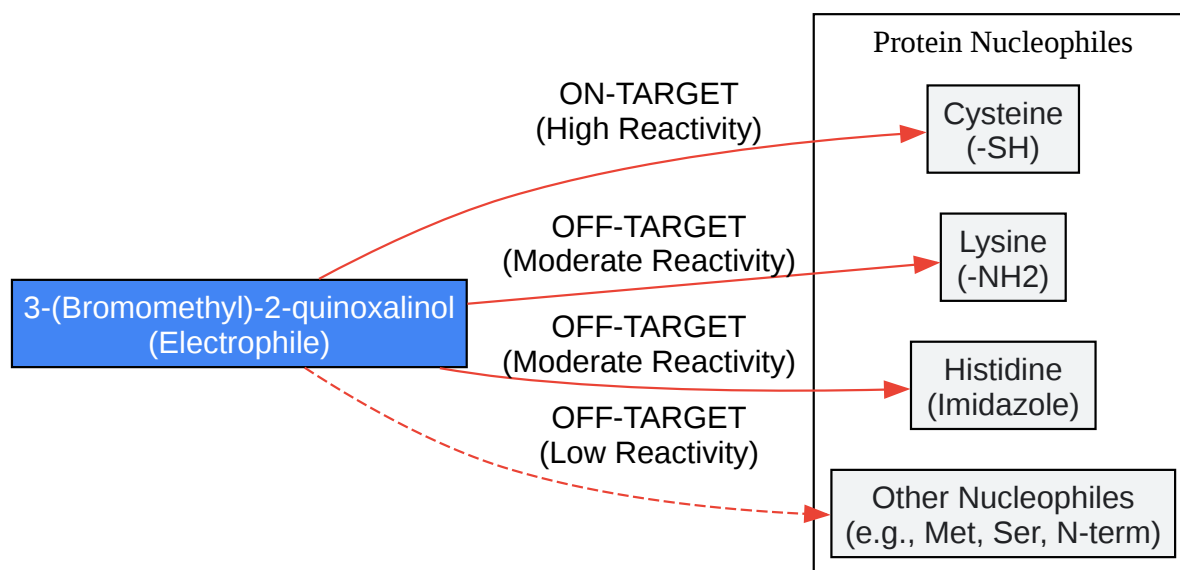 Protein Nucleophiles
ON-TARGET
(High Reactivity)
Cysteine
(-SH)
OFF-TARGET
(Moderate Reactivity)
Lysine
(-NH2)
3-(Bromomethyl)-2-quinoxalinol
(Electrophile)
OFF-TARGET
(Moderate Reactivity)
Histidine
(Imidazole)
OFF-TARGET
(Low Reactivity)
Other Nucleophiles
(e.g., Met, Ser, N-term)